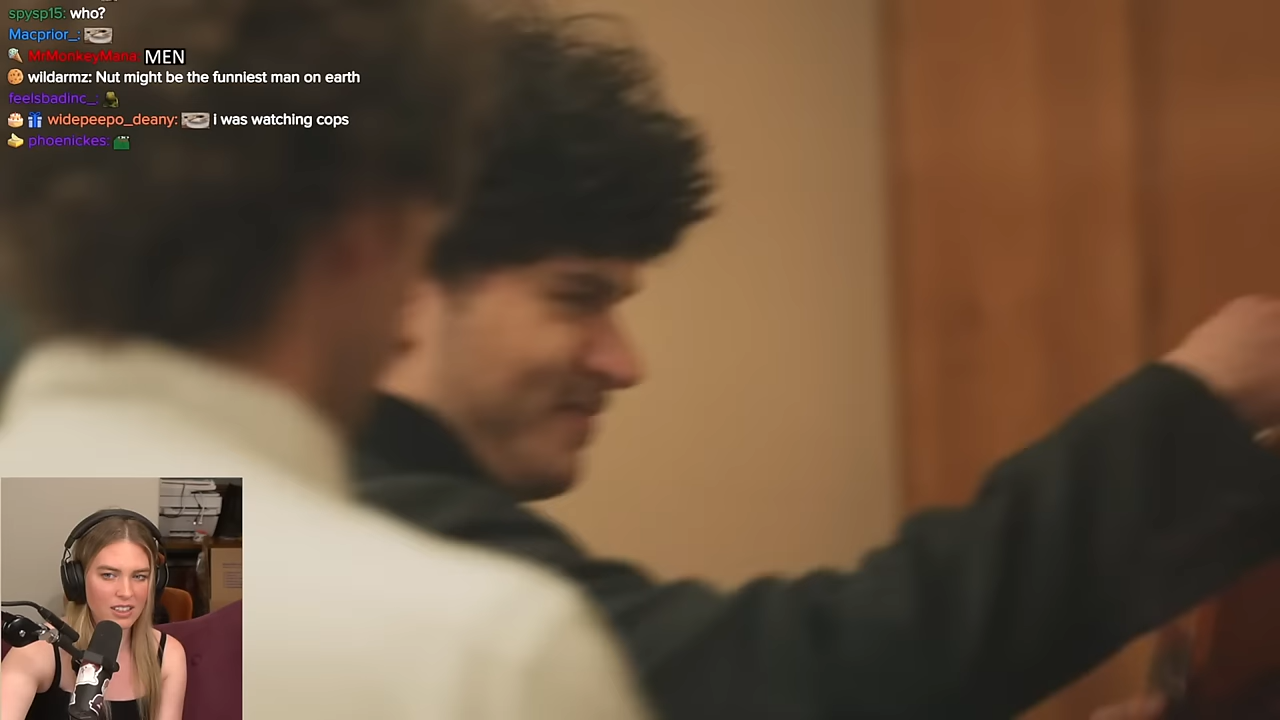 spysp15: who?
Macprior_:
MrMonkeyMana: MEN
wildarmz: Nut might be the funniest man on earth
feelsbadinc_:
widepeepo_deany: i was watching cops
phoenickes: